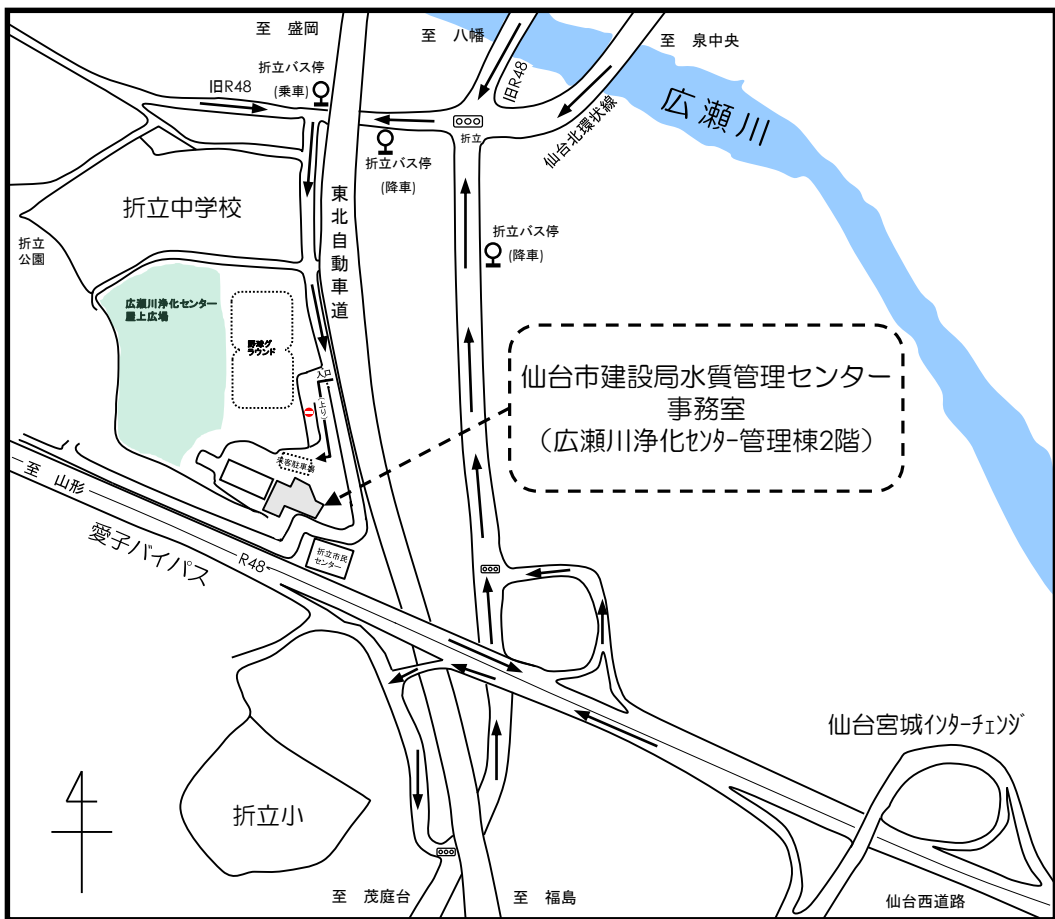 至 盛岡
至 八幡
至 泉中央
折立バス停
(乗車)
旧R48
旧R48
仙台北環状線
広瀬川
折立
折立バス停
(降車)
折立バス停
(降車)
東北自動車道
折立中学校
折立
公園
広瀬川浄化センター
屋上広場
野球グ
ラウンド
入口
(上り)
来客駐車場
仙台市建設局水質管理センター
事務室
(広瀬川浄化センター管理棟2階)
至 山形
愛子バイパス
R48
折立市民
センター
仙台宮城インターチェンジ
折立小
至 茂庭台
至 福島
仙台西道路